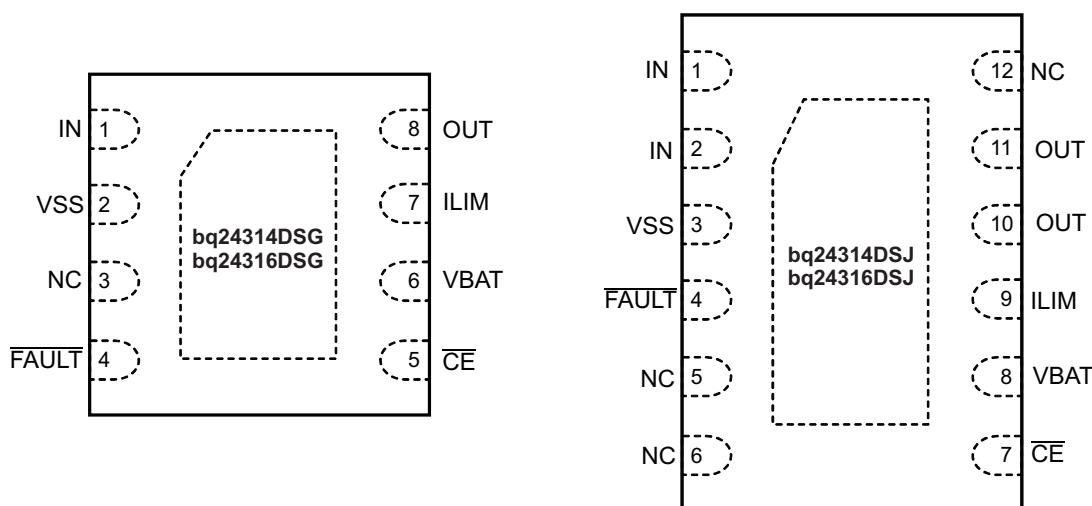 IN 1
VSS 2
NC 3
FAULT 4
8 OUT
7 ILIM
6 VBAT
5 CE
bq24314DSG
bq24316DSG
IN 1
IN 2
VSS 3
FAULT 4
NC 5
NC 6
12 NC
11 OUT
10 OUT
9 ILIM
8 VBAT
7 CE
bq24314DSJ
bq24316DSJ